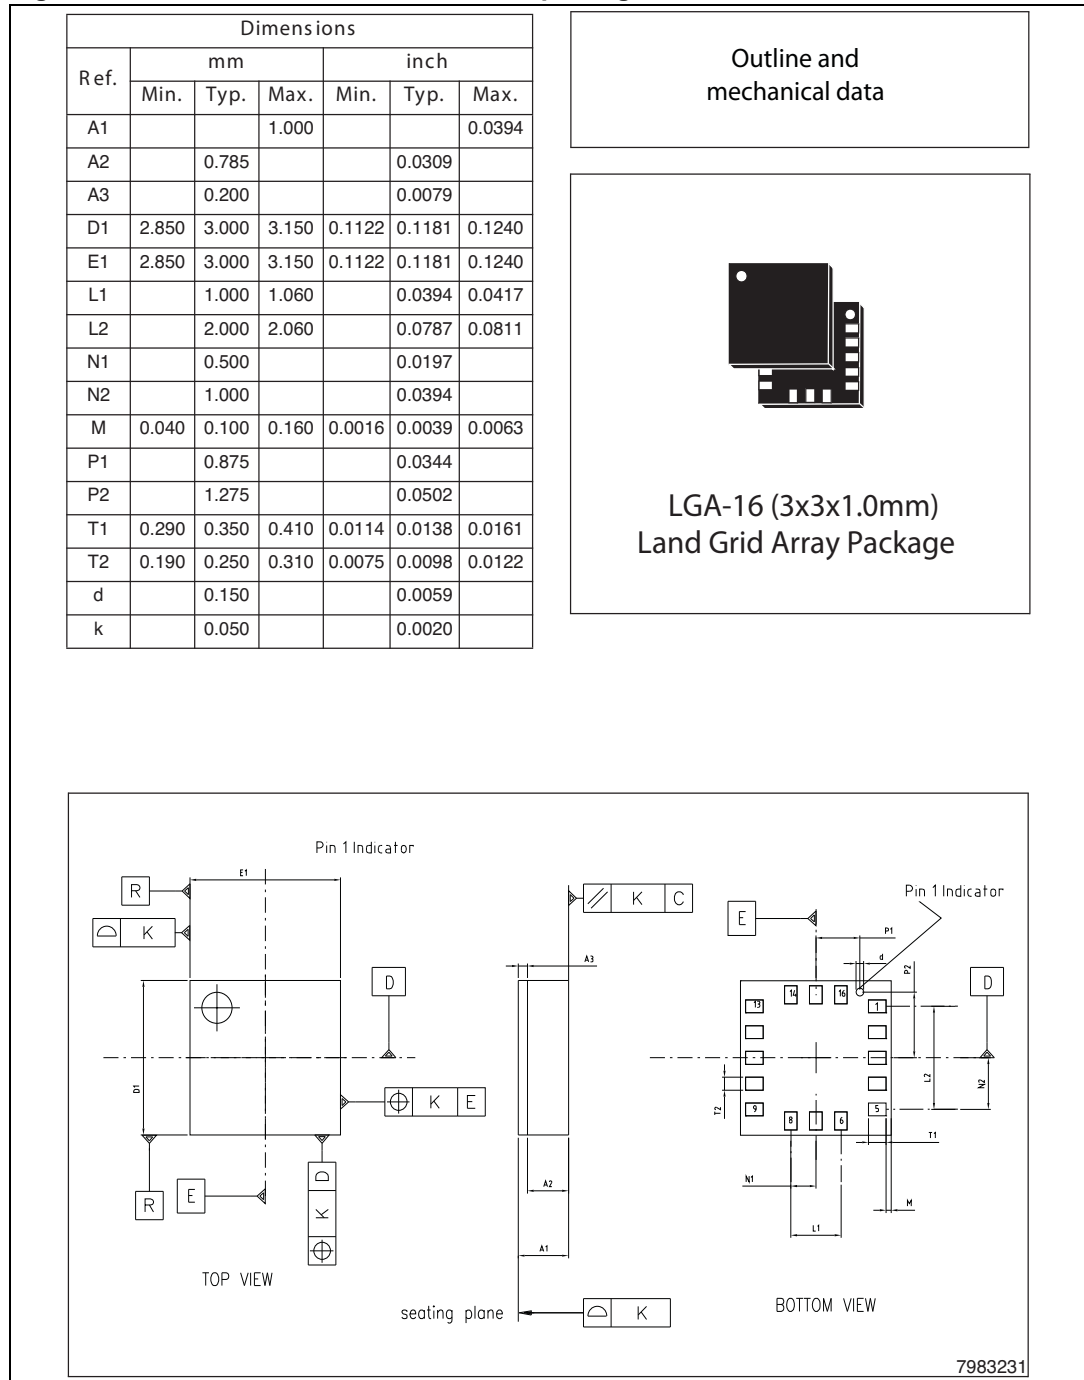 Dimensions
Ref. mm inch
Min. Typ. Max. Min. Typ. Max.
A1 1.000 0.0394
A2 0.785 0.0309
A3 0.200 0.0079
D1 2.850 3.000 3.150 0.1122 0.1181 0.1240
E1 2.850 3.000 3.150 0.1122 0.1181 0.1240
L1 1.000 1.060 0.0394 0.0417
L2 2.000 2.060 0.0787 0.0811
N1 0.500 0.0197
N2 1.000 0.0394
M 0.040 0.100 0.160 0.0016 0.0039 0.0063
P1 0.875 0.0344
P2 1.275 0.0502
T1 0.290 0.350 0.410 0.0114 0.0138 0.0161
T2 0.190 0.250 0.310 0.0075 0.0098 0.0122
d 0.150 0.0059
k 0.050 0.0020
Outline and
mechanical data
LGA-16 (3x3x1.0mm)
Land Grid Array Package
Pin 1 Indicator
E1
R
K
D
D1
K E
R
E
K D
TOP VIEW
K C
A3
A2
A1
seating plane
K
Pin 1 Indicator
E
P1
d
P2
D
13 14 16 1
L2
N2
T2
9 8 6 5
T1
N1
M
L1
BOTTOM VIEW
7983231